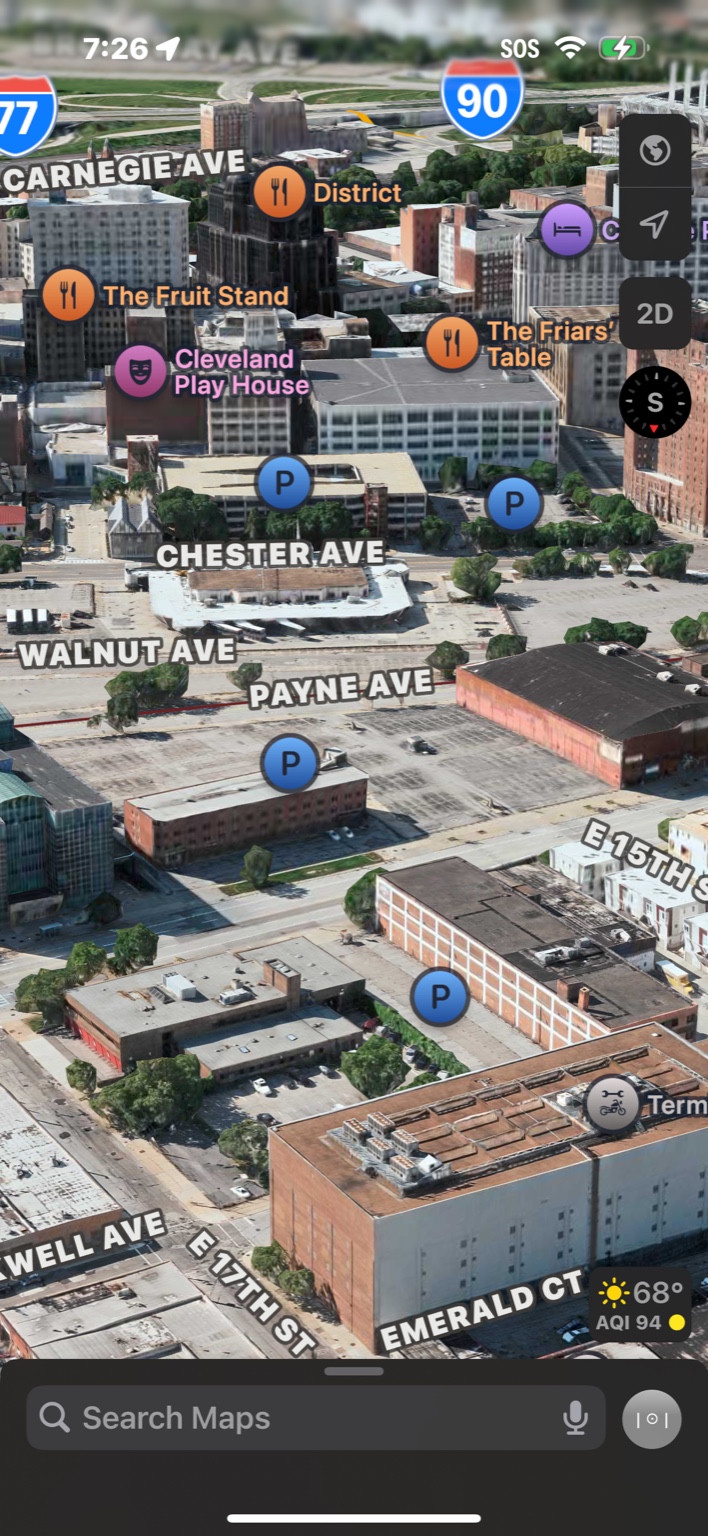 7:26
SOS
77
90
CARNEGIE AVE
District
The Fruit Stand
2D
The Friars'
Table
Cleveland
Play House
S
P
P
CHESTER AVE
WALNUT AVE
PAYNE AVE
P
E 15TH S
P
Term
KWELL AVE
E 17TH ST
EMERALD CT
68°
AQI 94
Search Maps